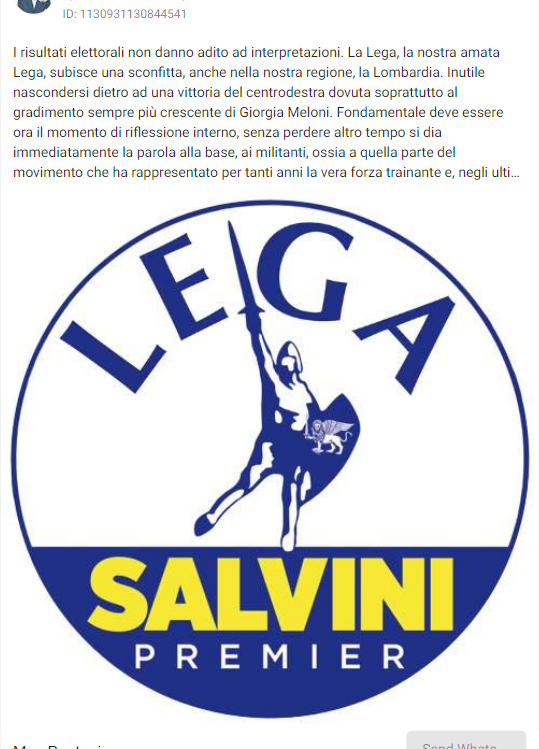 ID: 1130931130844541
I risultati elettorali non danno adito ad interpretazioni. La Lega, la nostra amata
Lega, subisce una sconfitta, anche nella nostra regione, la Lombardia. Inutile
nascondersi dietro ad una vittoria del centrodestra dovuta soprattutto al
gradimento sempre più crescente di Giorgia Meloni. Fondamentale deve essere
ora il momento di riflessione interno, senza perdere altro tempo si dia
immediatamente la parola alla base, ai militanti, ossia a quella parte del
movimento che ha rappresentato per tanti anni la vera forza trainante e, negli ulti...
LEGA
SALVINI
PREMIER
Send Whats